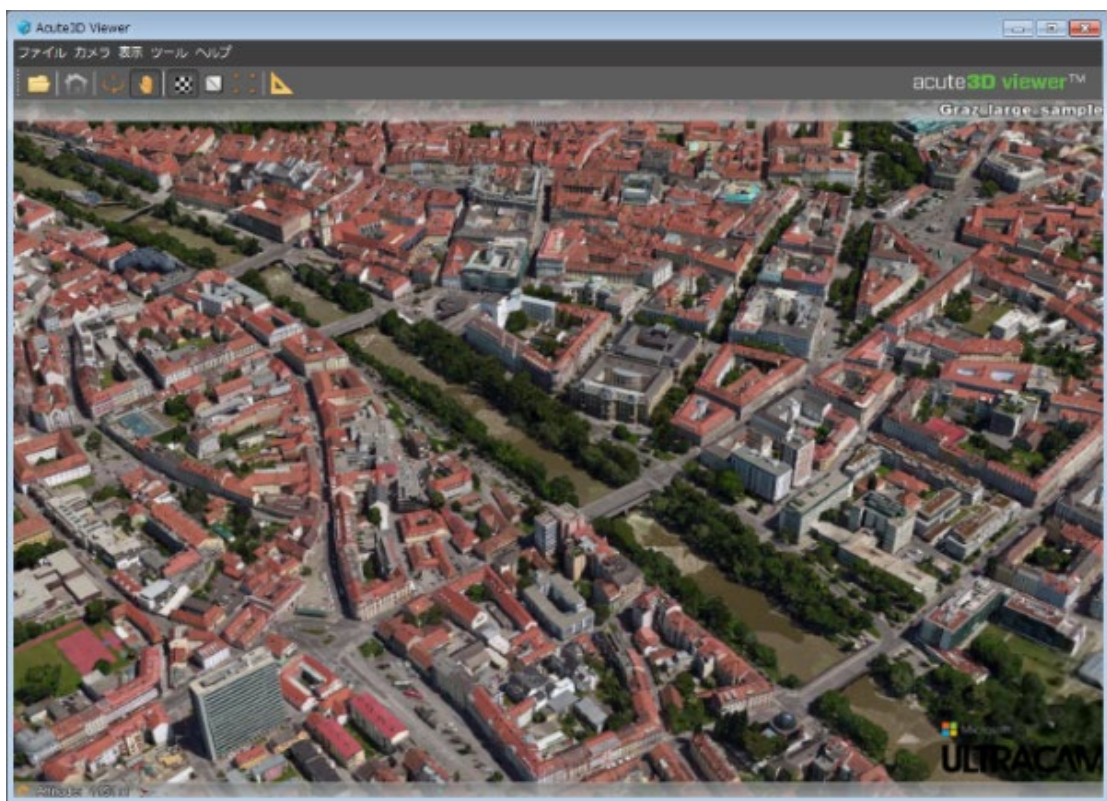 Acute3D Viewer
ファイル カメラ 表示 ツール ヘルプ
acute3D viewer™
Graz_large_sample
Microsoft
ULTRACAM